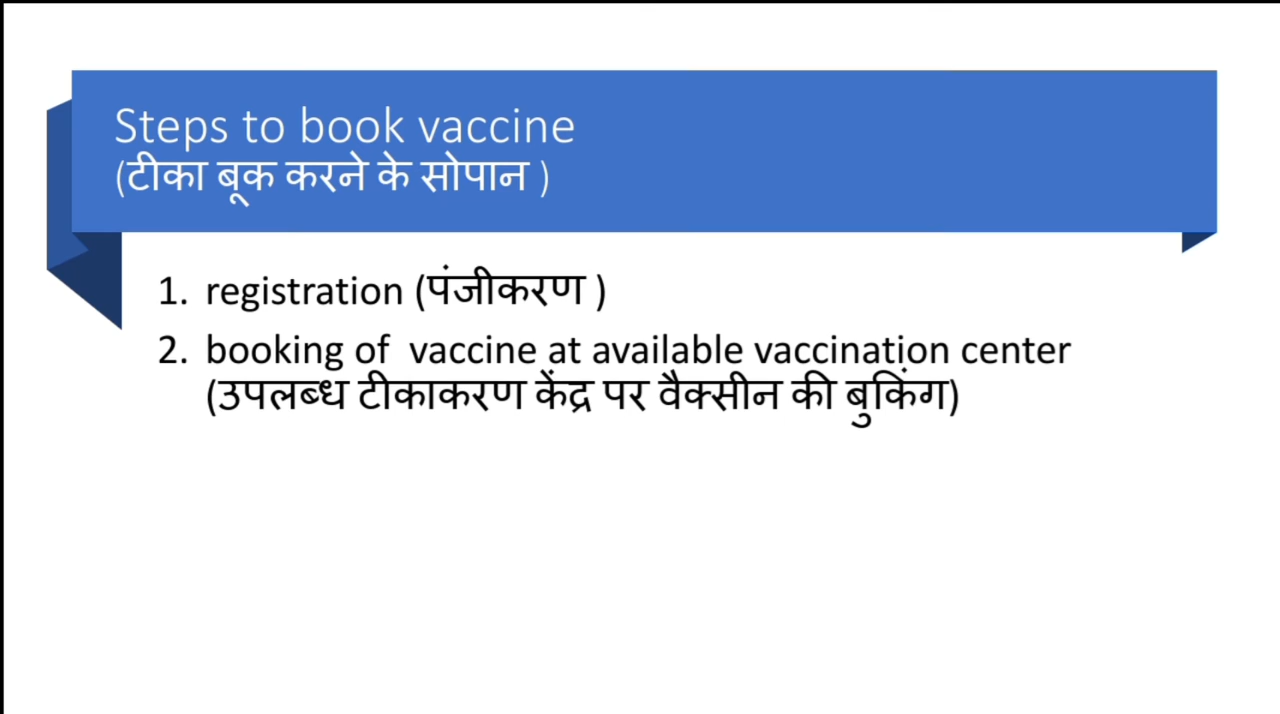 Steps to book vaccine
(टीका बूक करने के सोपान )
1. registration (पंजीकरण )
2. booking of  vaccine at available vaccination center
(उपलब्ध टीकाकरण केंद्र पर वैक्सीन की बुकिंग)